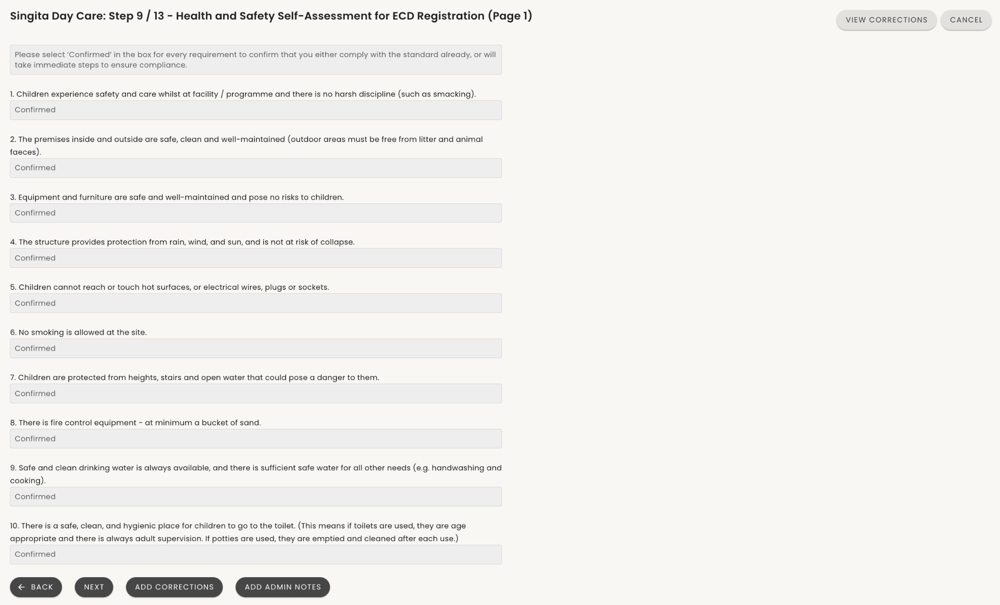 Singita Day Care: Step 9 / 13 - Health and Safety Self-Assessment for ECD Registration (Page 1)
VIEW CORRECTIONS
CANCEL
Please select ‘Confirmed’ in the box for every requirement to confirm that you either comply with the standard already, or will
take immediate steps to ensure compliance.
1. Children experience safety and care whilst at facility / programme and there is no harsh discipline (such as smacking).
Confirmed
2. The premises inside and outside are safe, clean and well-maintained (outdoor areas must be free from litter and animal
faeces).
Confirmed
3. Equipment and furniture are safe and well-maintained and pose no risks to children.
Confirmed
4. The structure provides protection from rain, wind, and sun, and is not at risk of collapse.
Confirmed
5. Children cannot reach or touch hot surfaces, or electrical wires, plugs or sockets.
Confirmed
6. No smoking is allowed at the site.
Confirmed
7. Children are protected from heights, stairs and open water that could pose a danger to them.
Confirmed
8. There is fire control equipment - at minimum a bucket of sand.
Confirmed
9. Safe and clean drinking water is always available, and there is sufficient safe water for all other needs (e.g. handwashing and
cooking).
Confirmed
10. There is a safe, clean, and hygienic place for children to go to the toilet. (This means if toilets are used, they are age
appropriate and there is always adult supervision. If potties are used, they are emptied and cleaned after each use.)
Confirmed
BACK
NEXT
ADD CORRECTIONS
ADD ADMIN NOTES